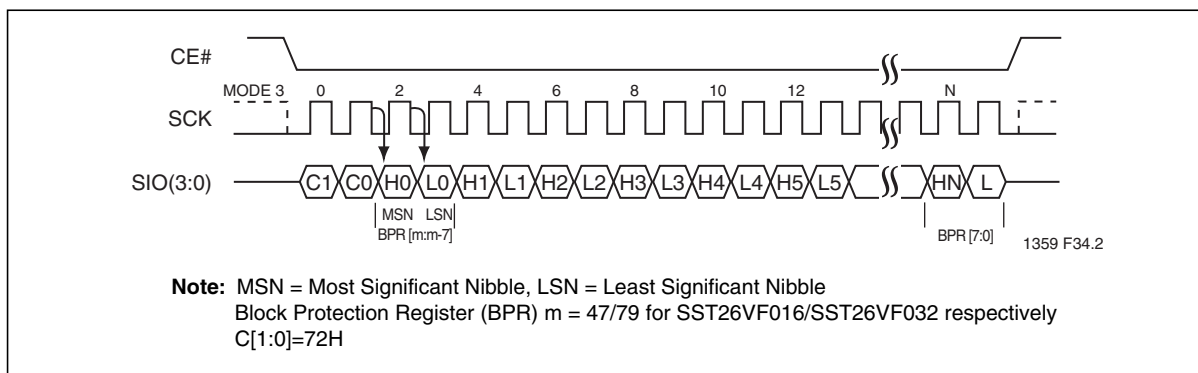 CE#
MODE 3 0 2 4 6 8 10 12 N
SCK
SIO(3:0) C1 C0 H0 L0 H1 L1 H2 L2 H3 L3 H4 L4 H5 L5 HN L
MSN LSN
BPR [m:m-7] BPR [7:0]
1359 F34.2
Note: MSN = Most Significant Nibble, LSN = Least Significant Nibble
Block Protection Register (BPR) m = 47/79 for SST26VF016/SST26VF032 respectively
C[1:0]=72H